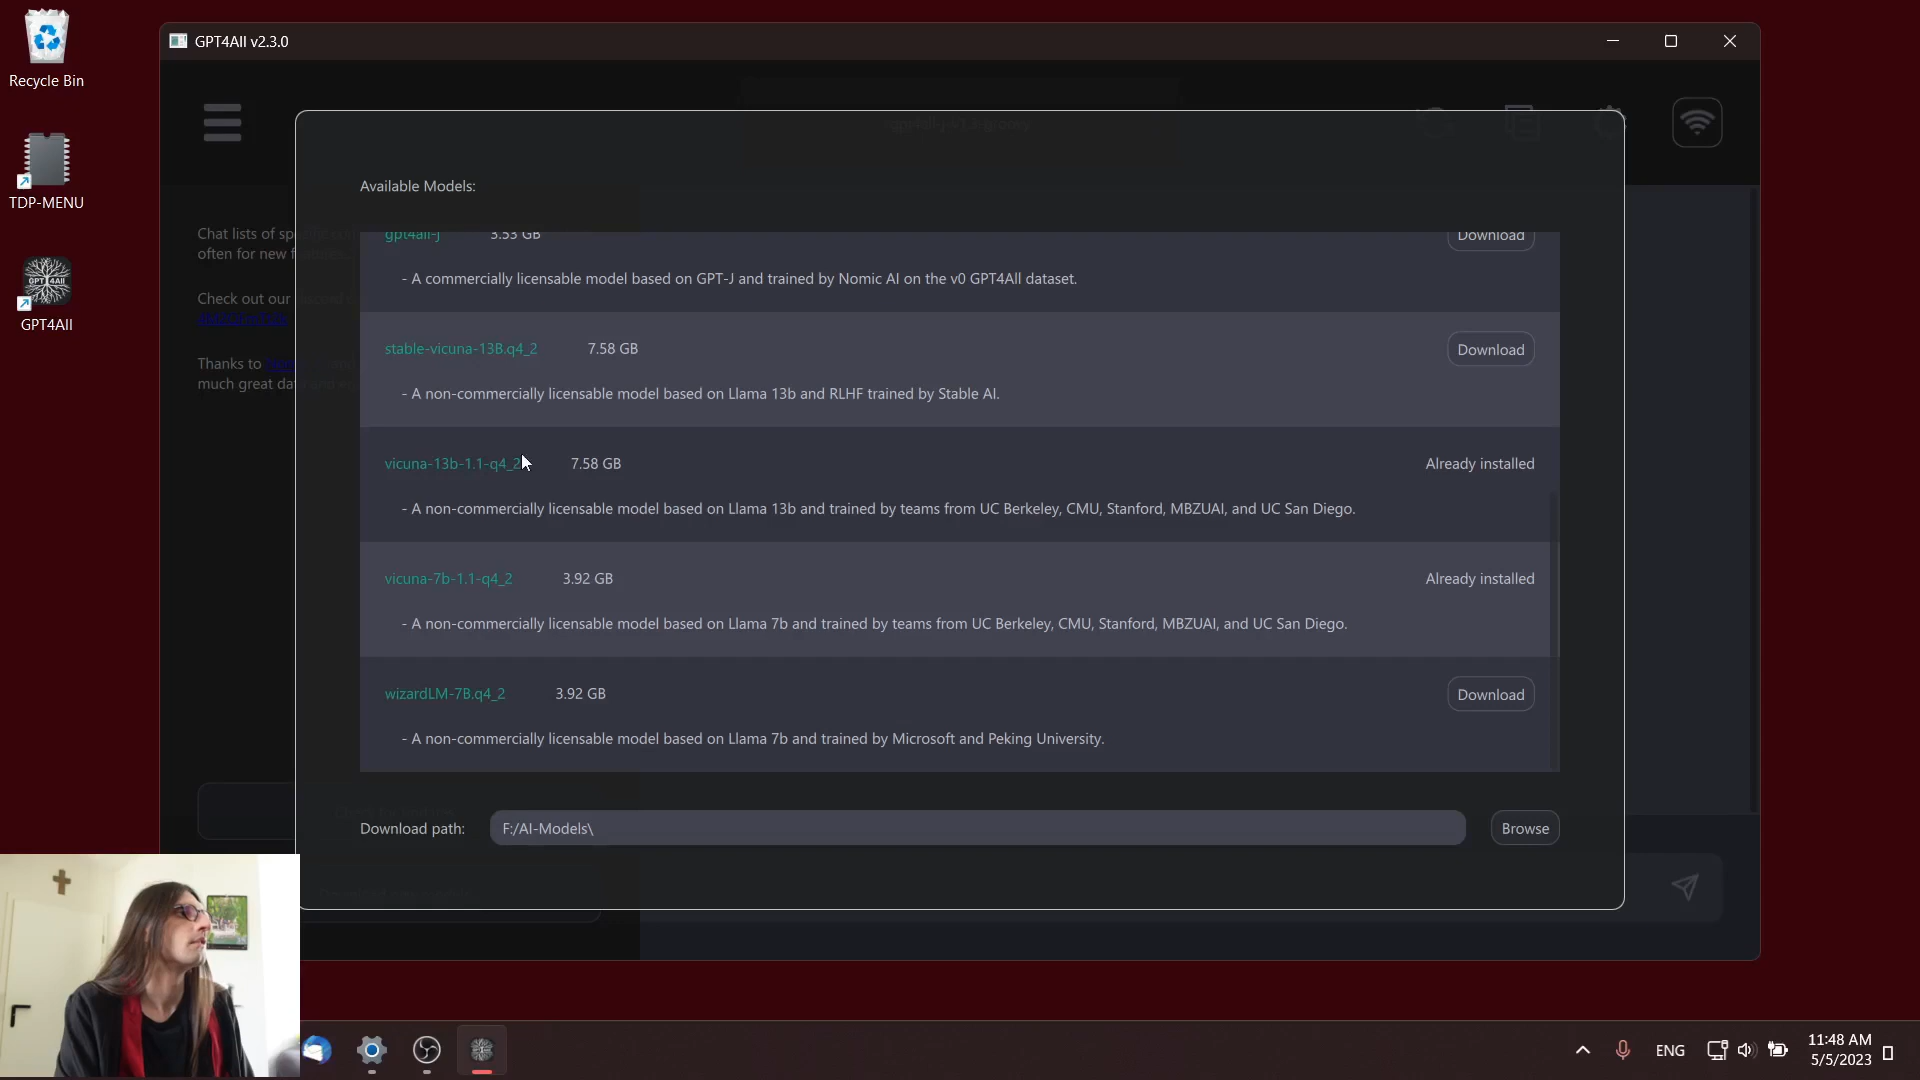 Recycle Bin
TDP-MENU
GPT4All
GPT4All
GPT4All v2.3.0
Chat lists of
often for new
Check out our
Thanks to
much great
Available Models:
gpt4all-j 3.53 GB Download
- A commercially licensable model based on GPT-J and trained by Nomic AI on the v0 GPT4All dataset.
stable-vicuna-13B.q4_2 7.58 GB Download
- A non-commercially licensable model based on Llama 13b and RLHF trained by Stable AI.
vicuna-13b-1.1-q4_2 7.58 GB Already installed
- A non-commercially licensable model based on Llama 13b and trained by teams from UC Berkeley, CMU, Stanford, MBZUAI, and UC San Diego.
vicuna-7b-1.1-q4_2 3.92 GB Already installed
- A non-commercially licensable model based on Llama 7b and trained by teams from UC Berkeley, CMU, Stanford, MBZUAI, and UC San Diego.
wizardLM-7B.q4_2 3.92 GB Download
- A non-commercially licensable model based on Llama 7b and trained by Microsoft and Peking University.
Download path: F:/AI-Models\ Browse
ENG
11:48 AM
5/5/2023